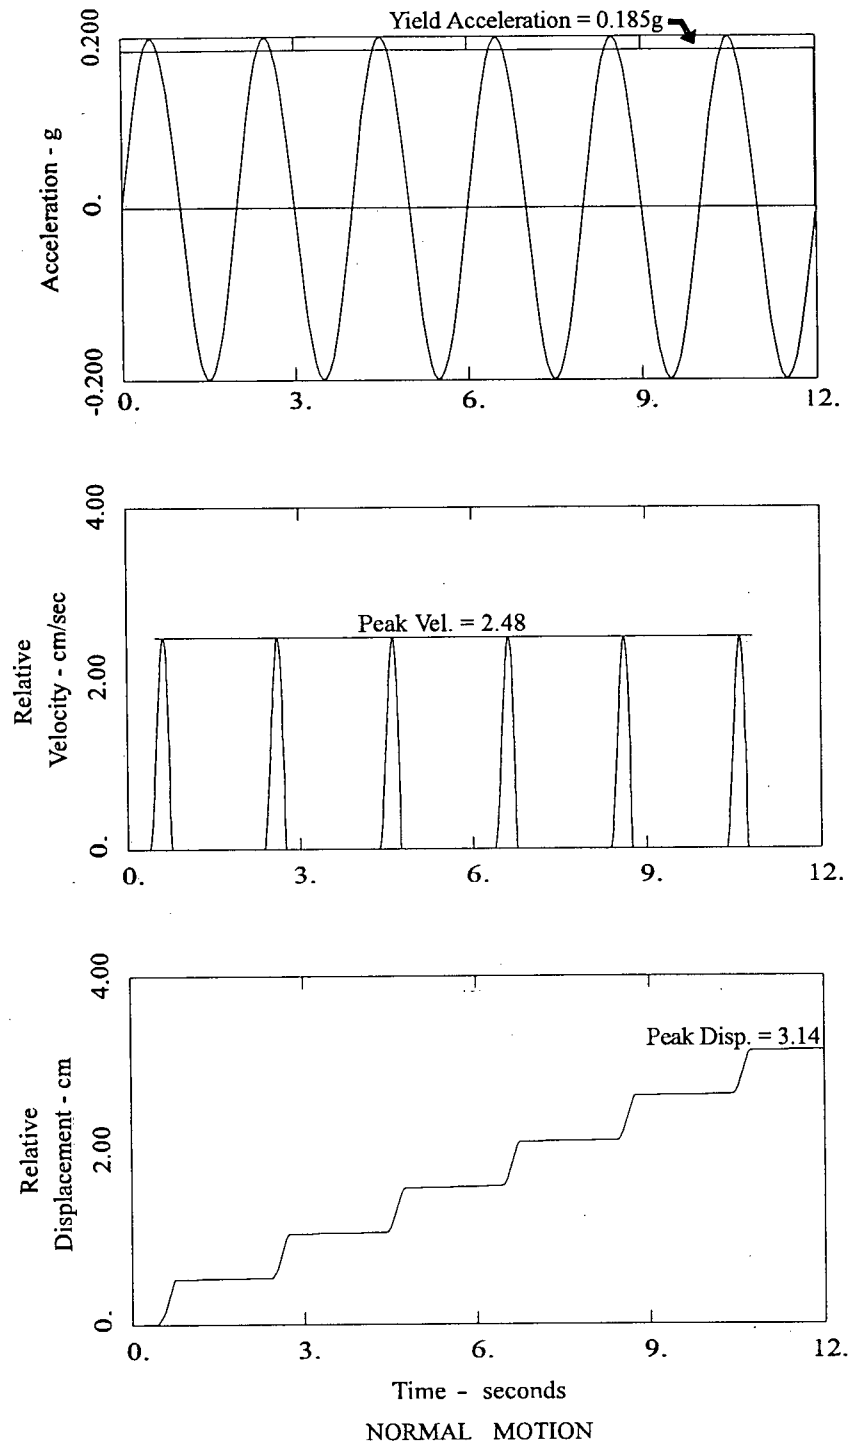 Yield Acceleration = 0.185g
0.200
0.
-0.200
Acceleration - g
0. 3. 6. 9. 12.
4.00
2.00
0.
Relative
Velocity - cm/sec
Peak Vel. = 2.48
0. 3. 6. 9. 12.
4.00
2.00
0.
Relative
Displacement - cm
Peak Disp. = 3.14
0. 3. 6. 9. 12.
Time - seconds
NORMAL MOTION